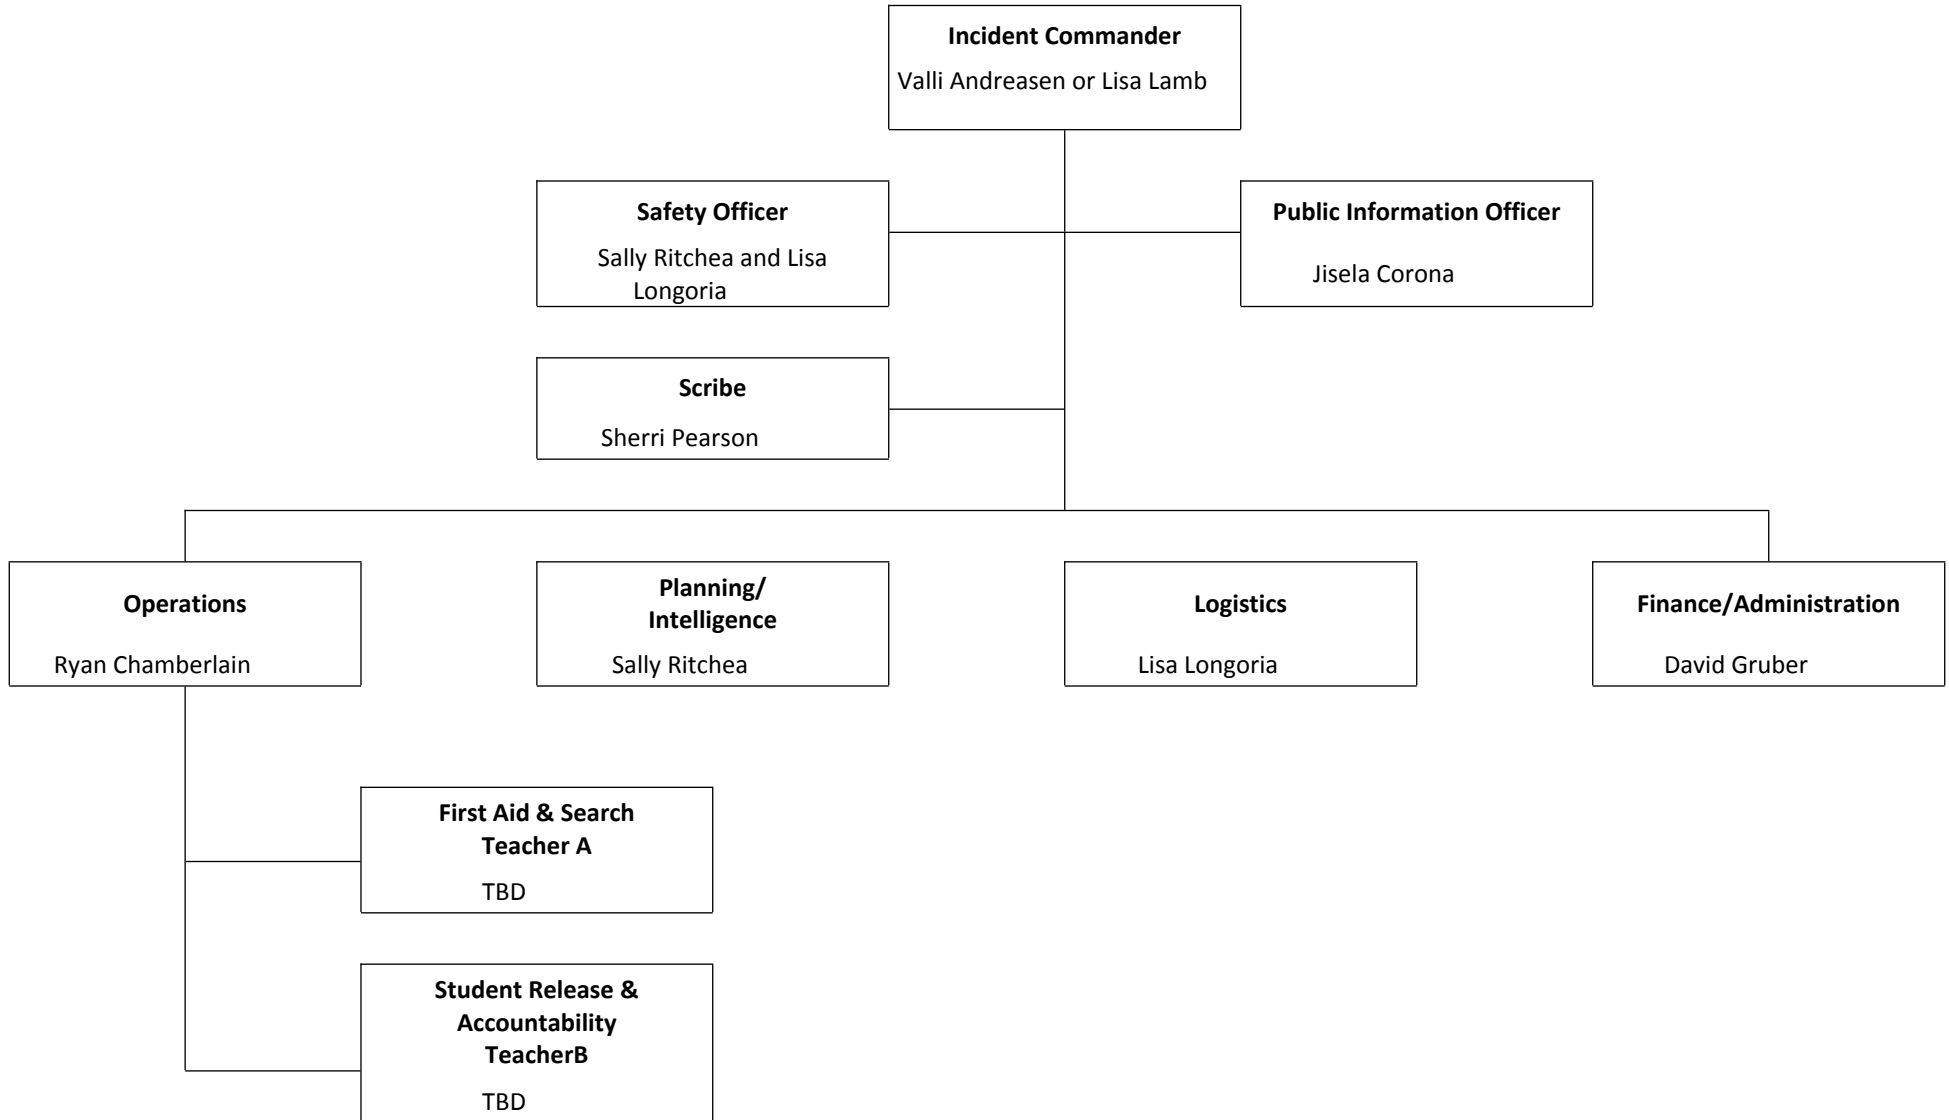 Incident Commander
Valli Andreasen or Lisa Lamb
Safety Officer
Sally Ritchea and Lisa
Longoria
Public Information Officer
Jisela Corona
Scribe
Sherri Pearson
Operations
Ryan Chamberlain
Planning/
Intelligence
Sally Ritchea
Logistics
Lisa Longoria
Finance/Administration
David Gruber
First Aid & Search
Teacher A
TBD
Student Release &
Accountability
TeacherB
TBD